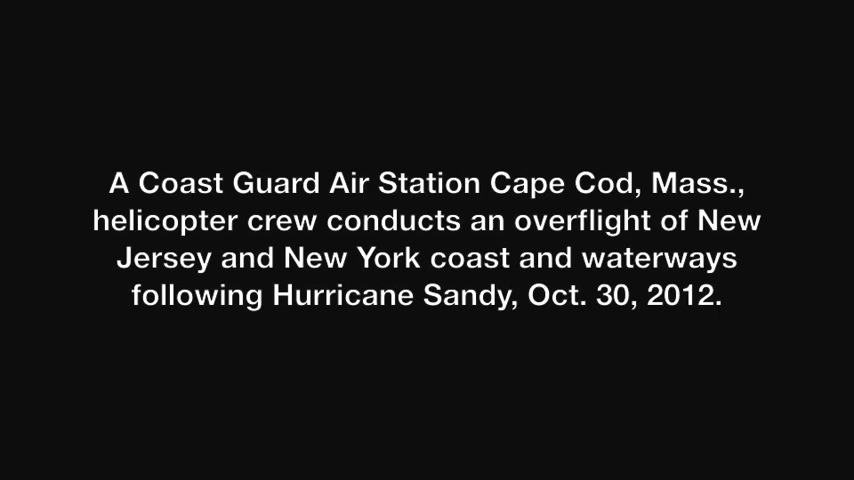 A Coast Guard Air Station Cape Cod, Mass.,
helicopter crew conducts an overflight of New
Jersey and New York coast and waterways
following Hurricane Sandy, Oct. 30, 2012.